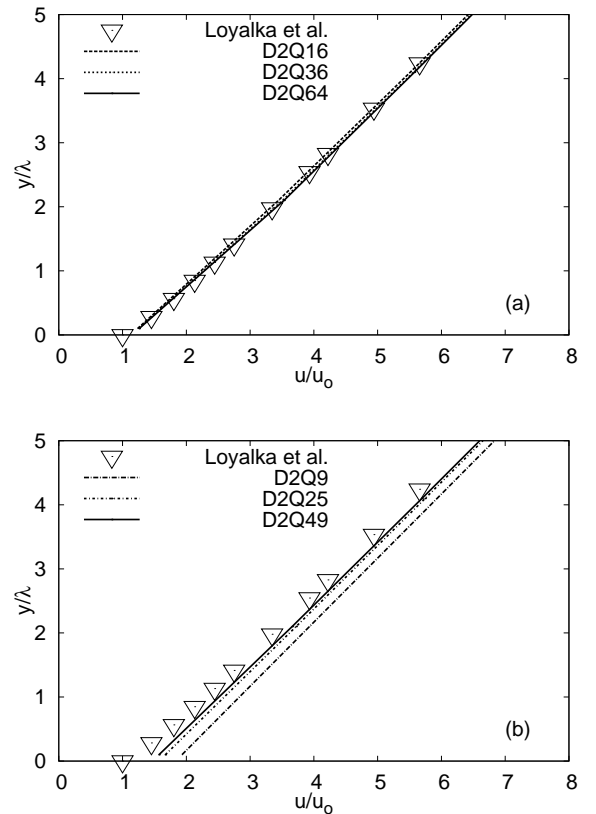 5
4
3
2
1
0
y/λ
Loyalka et al.
D2Q16
D2Q36
D2Q64
(a)
0 1 2 3 4 5 6 7 8
u/uo
5
4
3
2
1
0
y/λ
Loyalka et al.
D2Q9
D2Q25
D2Q49
(b)
0 1 2 3 4 5 6 7 8
u/uo